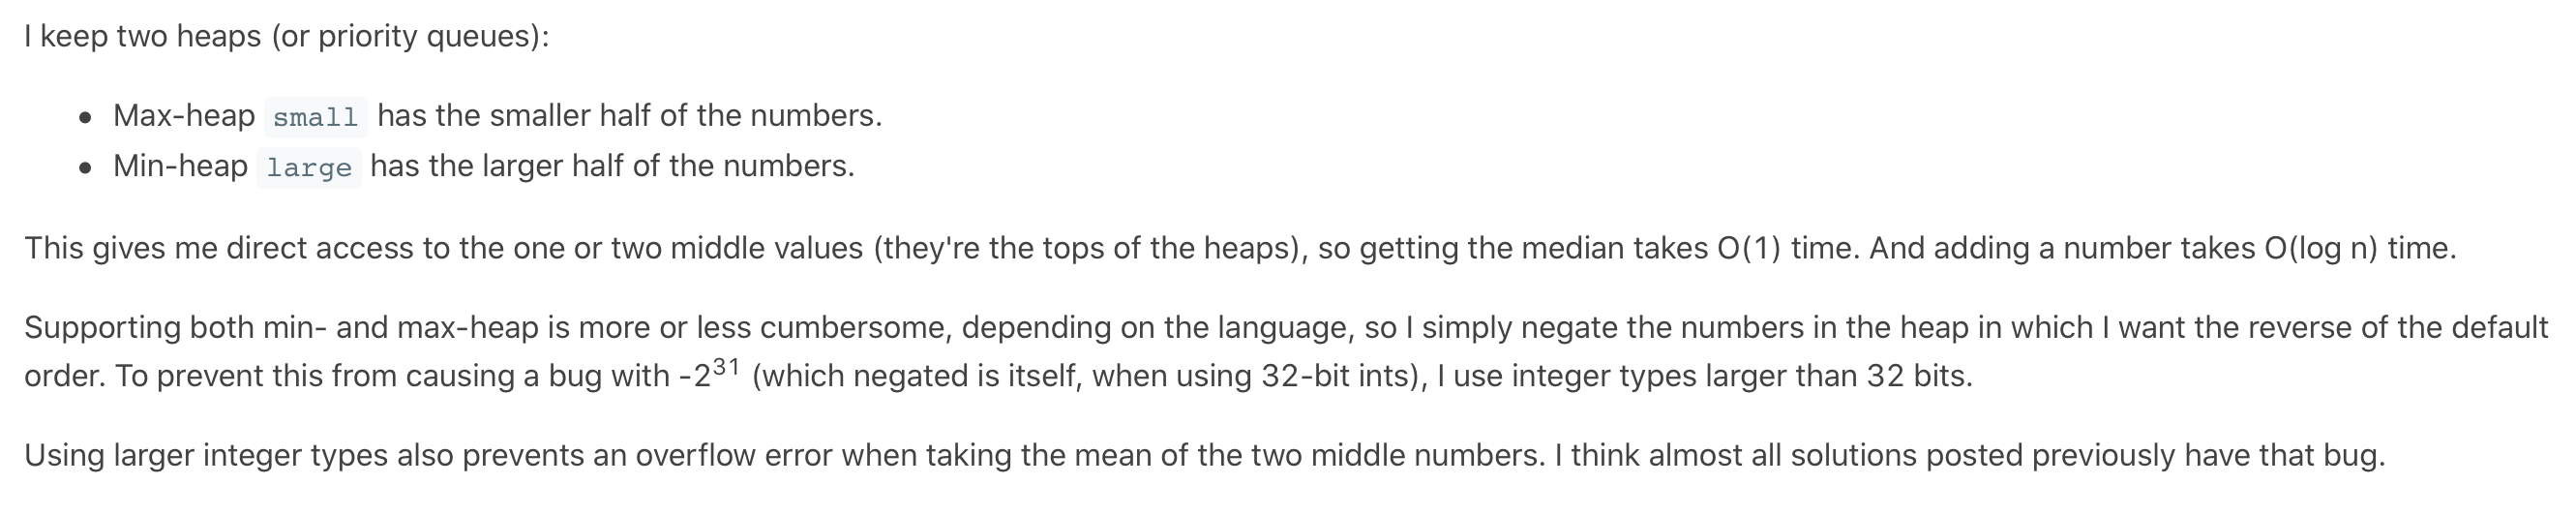 I keep two heaps (or priority queues):
• Max-heap small has the smaller half of the numbers.
• Min-heap large has the larger half of the numbers.
This gives me direct access to the one or two middle values (they're the tops of the heaps), so getting the median takes O(1) time. And adding a number takes O(log n) time.
Supporting both min- and max-heap is more or less cumbersome, depending on the language, so I simply negate the numbers in the heap in which I want the reverse of the default
order. To prevent this from causing a bug with -2³¹ (which negated is itself, when using 32-bit ints), I use integer types larger than 32 bits.
Using larger integer types also prevents an overflow error when taking the mean of the two middle numbers. I think almost all solutions posted previously have that bug.